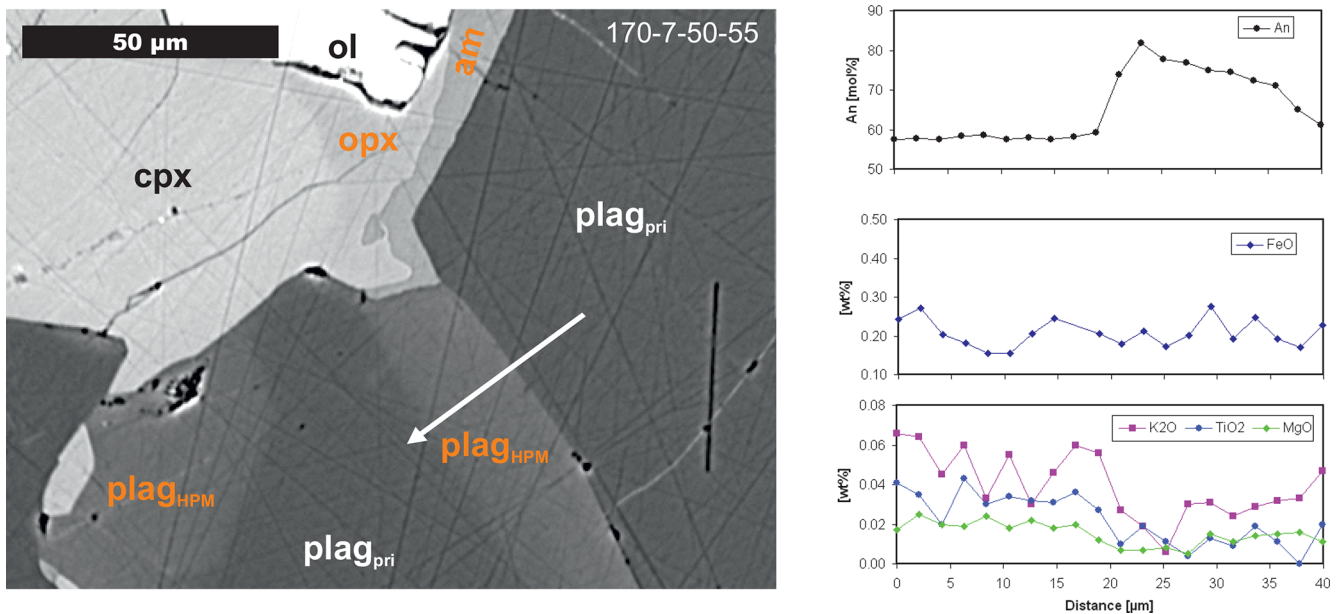 50 µm
ol
am
170-7-50-55
opx
cpx
plagpri
plagHPM
plagHPM
plagpri
An
An [mol%]
90
80
70
60
50
FeO
[wt%]
0.50
0.40
0.30
0.20
0.10
K2O TiO2 MgO
[wt%]
0.08
0.06
0.04
0.02
0.00
0 5 10 15 20 25 30 35 40
Distance [µm]